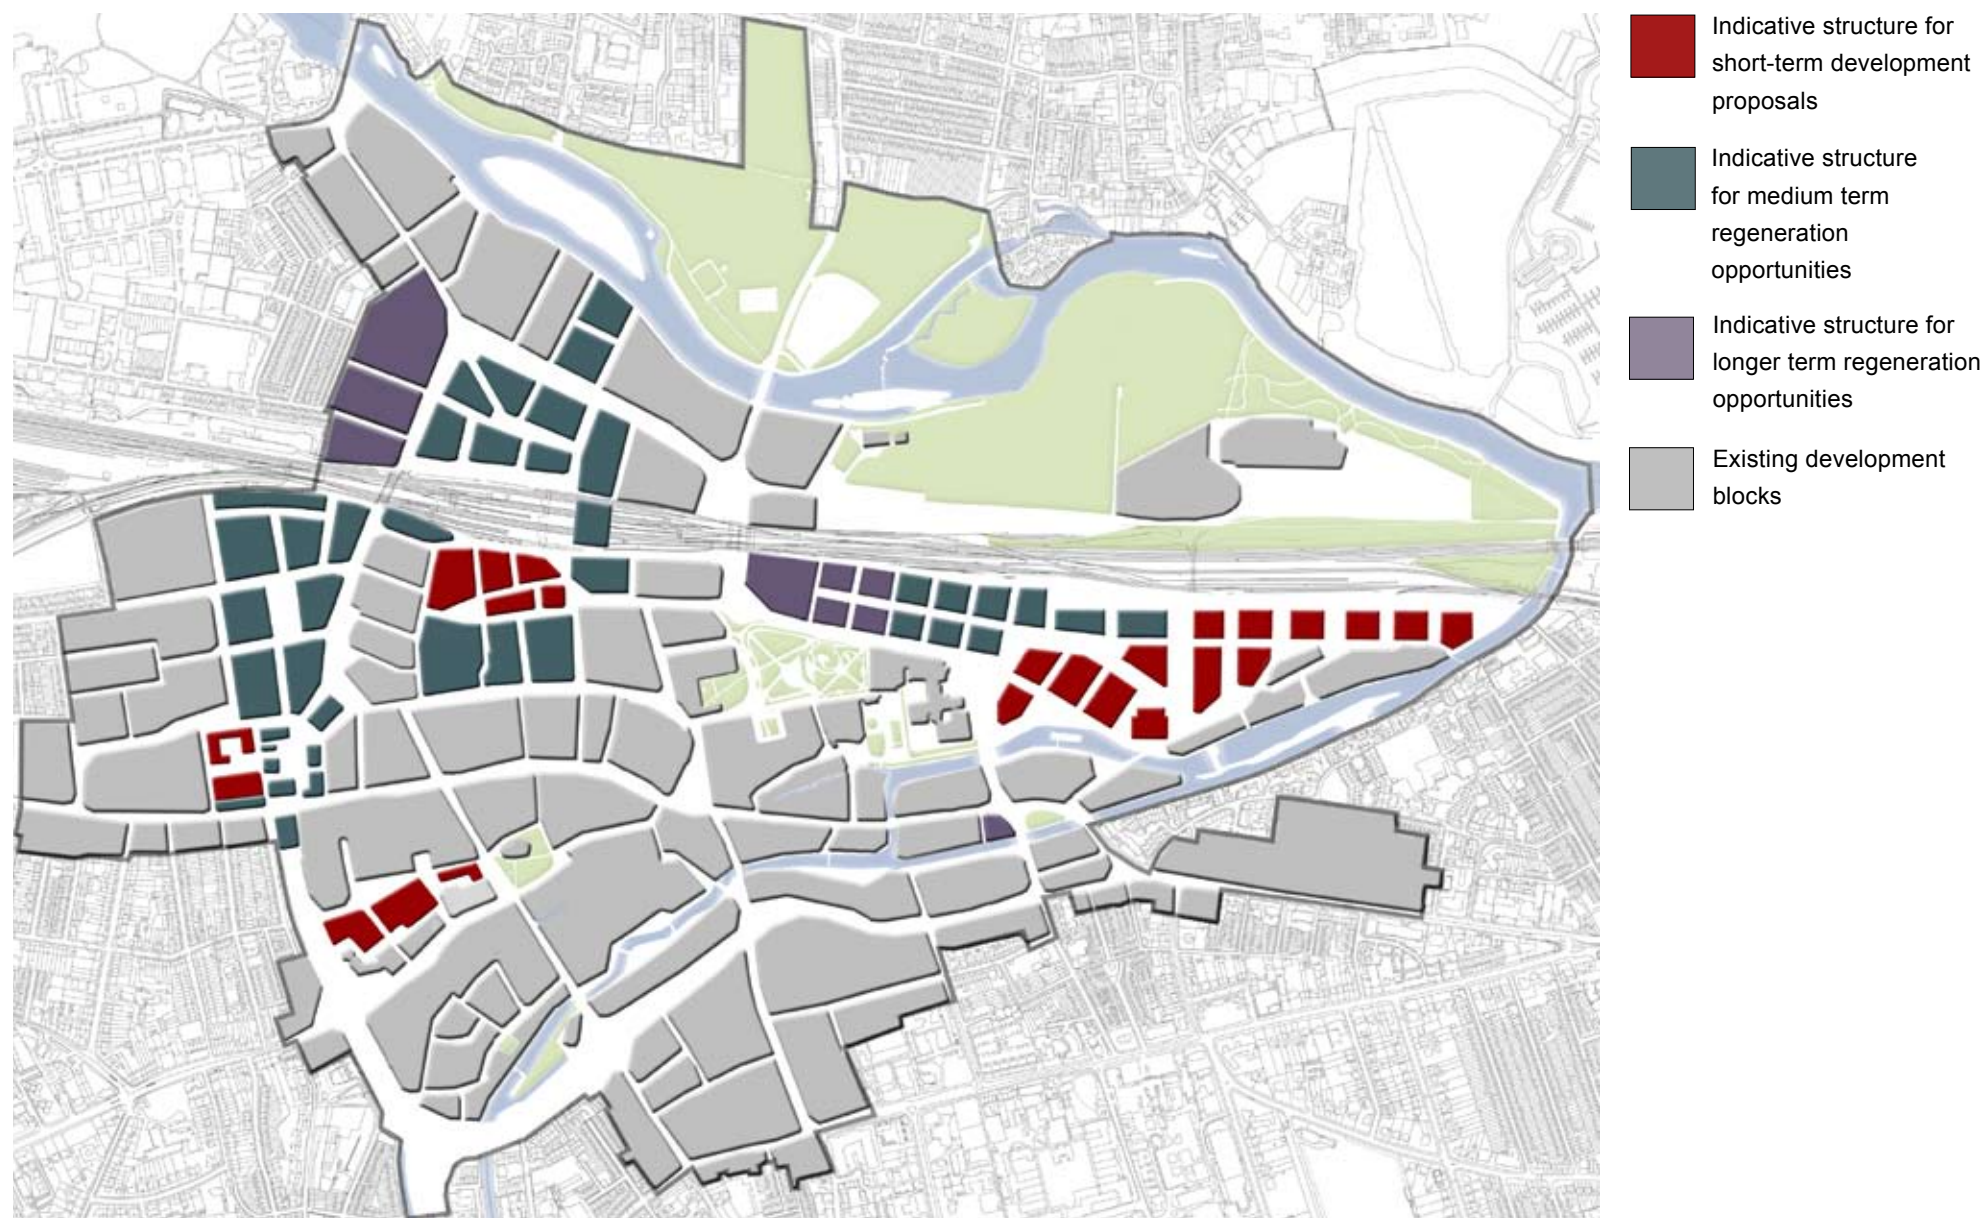 Indicative structure for
short-term development
proposals
Indicative structure
for medium term
regeneration
opportunities
Indicative structure for
longer term regeneration
opportunities
Existing development
blocks